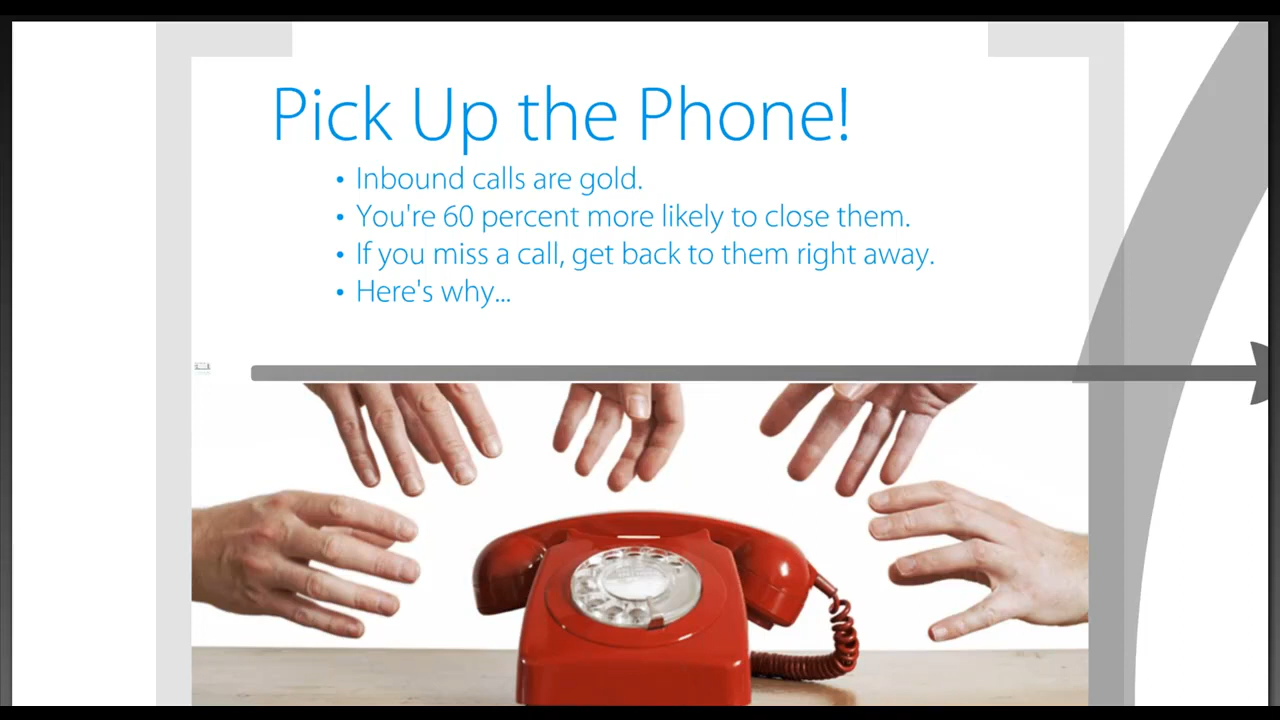 Pick Up the Phone!
• Inbound calls are gold.
• You're 60 percent more likely to close them.
• If you miss a call, get back to them right away.
• Here's why...